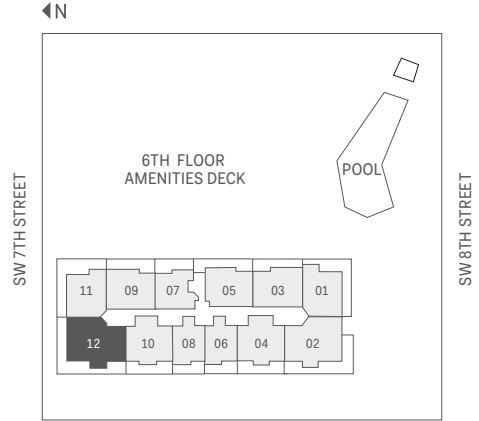 N
6TH FLOOR
AMENITIES DECK
POOL
SW 7TH STREET
SW 8TH STREET
11
09
07
05
03
01
12
10
08
06
04
02